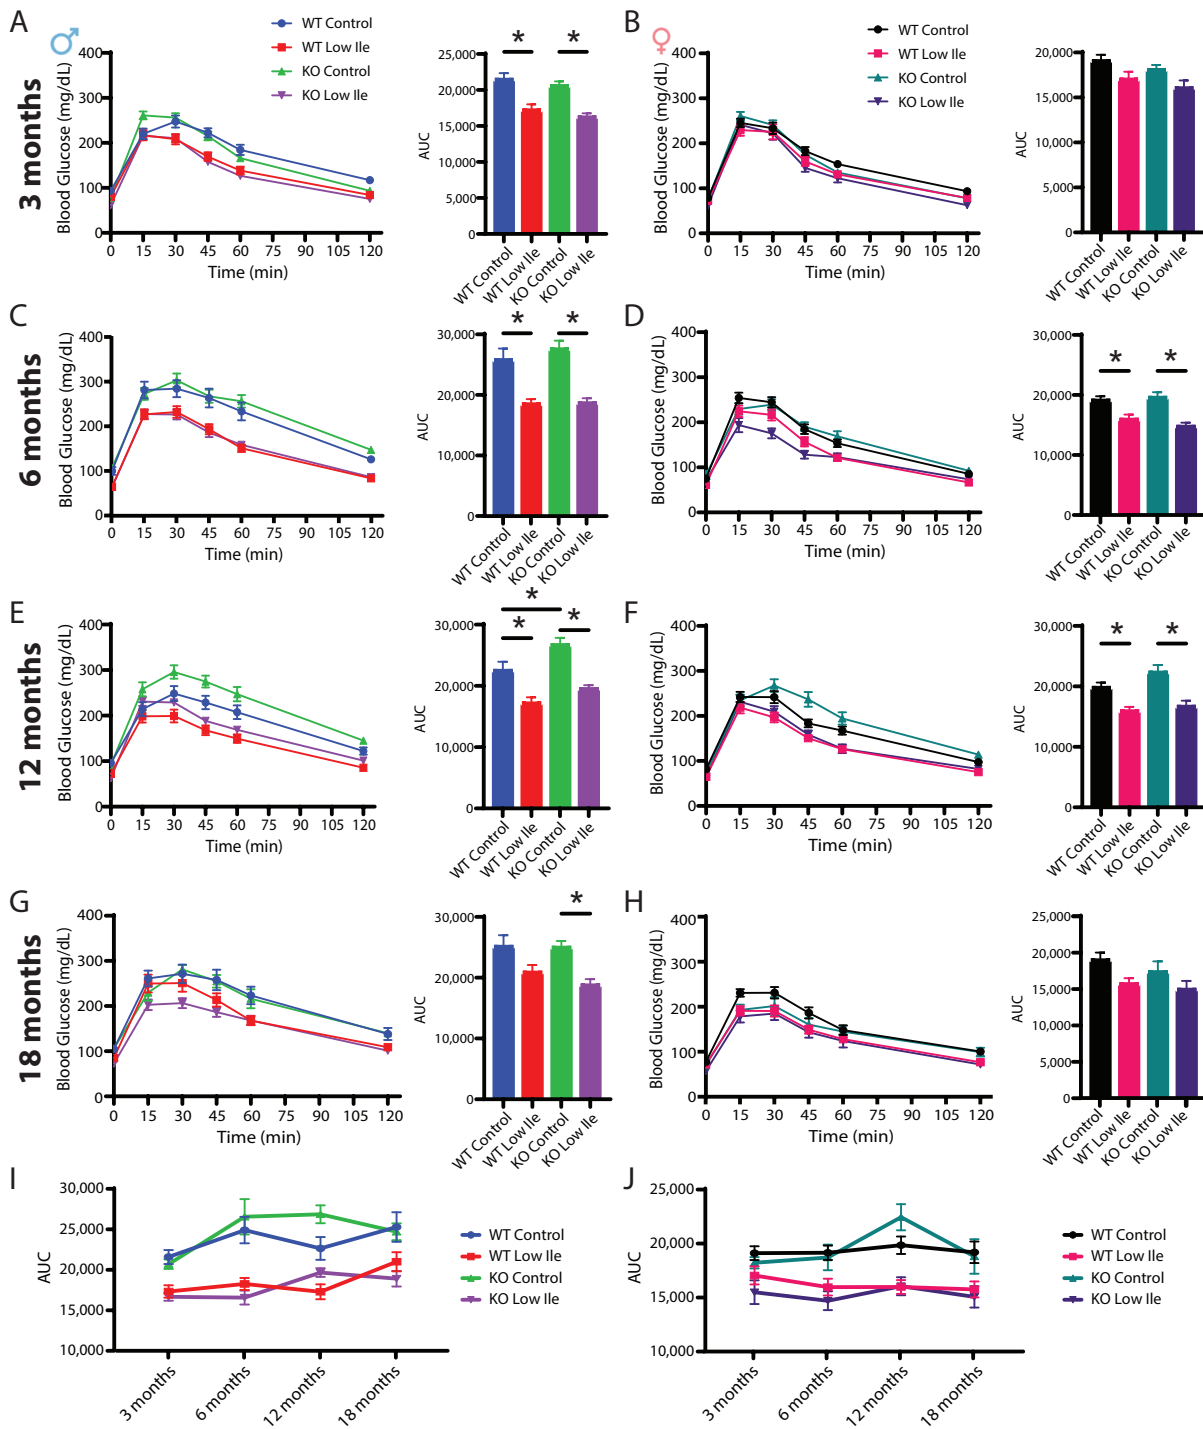 A
♂
WT Control
WT Low Ile
KO Control
KO Low Ile
3 months
Blood Glucose (mg/dL)
400
300
200
100
0
0 15 30 45 60 75 90 105 120
Time (min)
AUC
25,000
20,000
15,000
10,000
5,000
0
* *
WT Control
WT Low Ile
KO Control
KO Low Ile
B
♀
WT Control
WT Low Ile
KO Control
KO Low Ile
Blood Glucose (mg/dL)
400
300
200
100
0
0 15 30 45 60 75 90 105 120
Time (min)
AUC
20,000
15,000
10,000
5,000
0
WT Control
WT Low Ile
KO Control
KO Low Ile
C
6 months
Blood Glucose (mg/dL)
400
300
200
100
0
0 15 30 45 60 75 90 105 120
Time (min)
AUC
30,000
20,000
10,000
0
* *
WT Control
WT Low Ile
KO Control
KO Low Ile
D
Blood Glucose (mg/dL)
400
300
200
100
0
0 15 30 45 60 75 90 105 120
Time (min)
AUC
30,000
20,000
10,000
0
* *
WT Control
WT Low Ile
KO Control
KO Low Ile
E
12 months
Blood Glucose (mg/dL)
400
300
200
100
0
0 15 30 45 60 75 90 105 120
Time (min)
AUC
30,000
20,000
10,000
0
*
* *
WT Control
WT Low Ile
KO Control
KO Low Ile
F
Blood Glucose (mg/dL)
400
300
200
100
0
0 15 30 45 60 75 90 105 120
Time (min)
AUC
30,000
20,000
10,000
0
* *
WT Control
WT Low Ile
KO Control
KO Low Ile
G
18 months
Blood Glucose (mg/dL)
400
300
200
100
0
0 15 30 45 60 75 90 105 120
Time (min)
AUC
30,000
20,000
10,000
0
*
WT Control
WT Low Ile
KO Control
KO Low Ile
H
Blood Glucose (mg/dL)
400
300
200
100
0
0 15 30 45 60 75 90 105 120
Time (min)
AUC
25,000
20,000
15,000
10,000
5,000
0
WT Control
WT Low Ile
KO Control
KO Low Ile
I
AUC
30,000
25,000
20,000
15,000
10,000
3 months
6 months
12 months
18 months
WT Control
WT Low Ile
KO Control
KO Low Ile
J
AUC
25,000
20,000
15,000
10,000
3 months
6 months
12 months
18 months
WT Control
WT Low Ile
KO Control
KO Low Ile